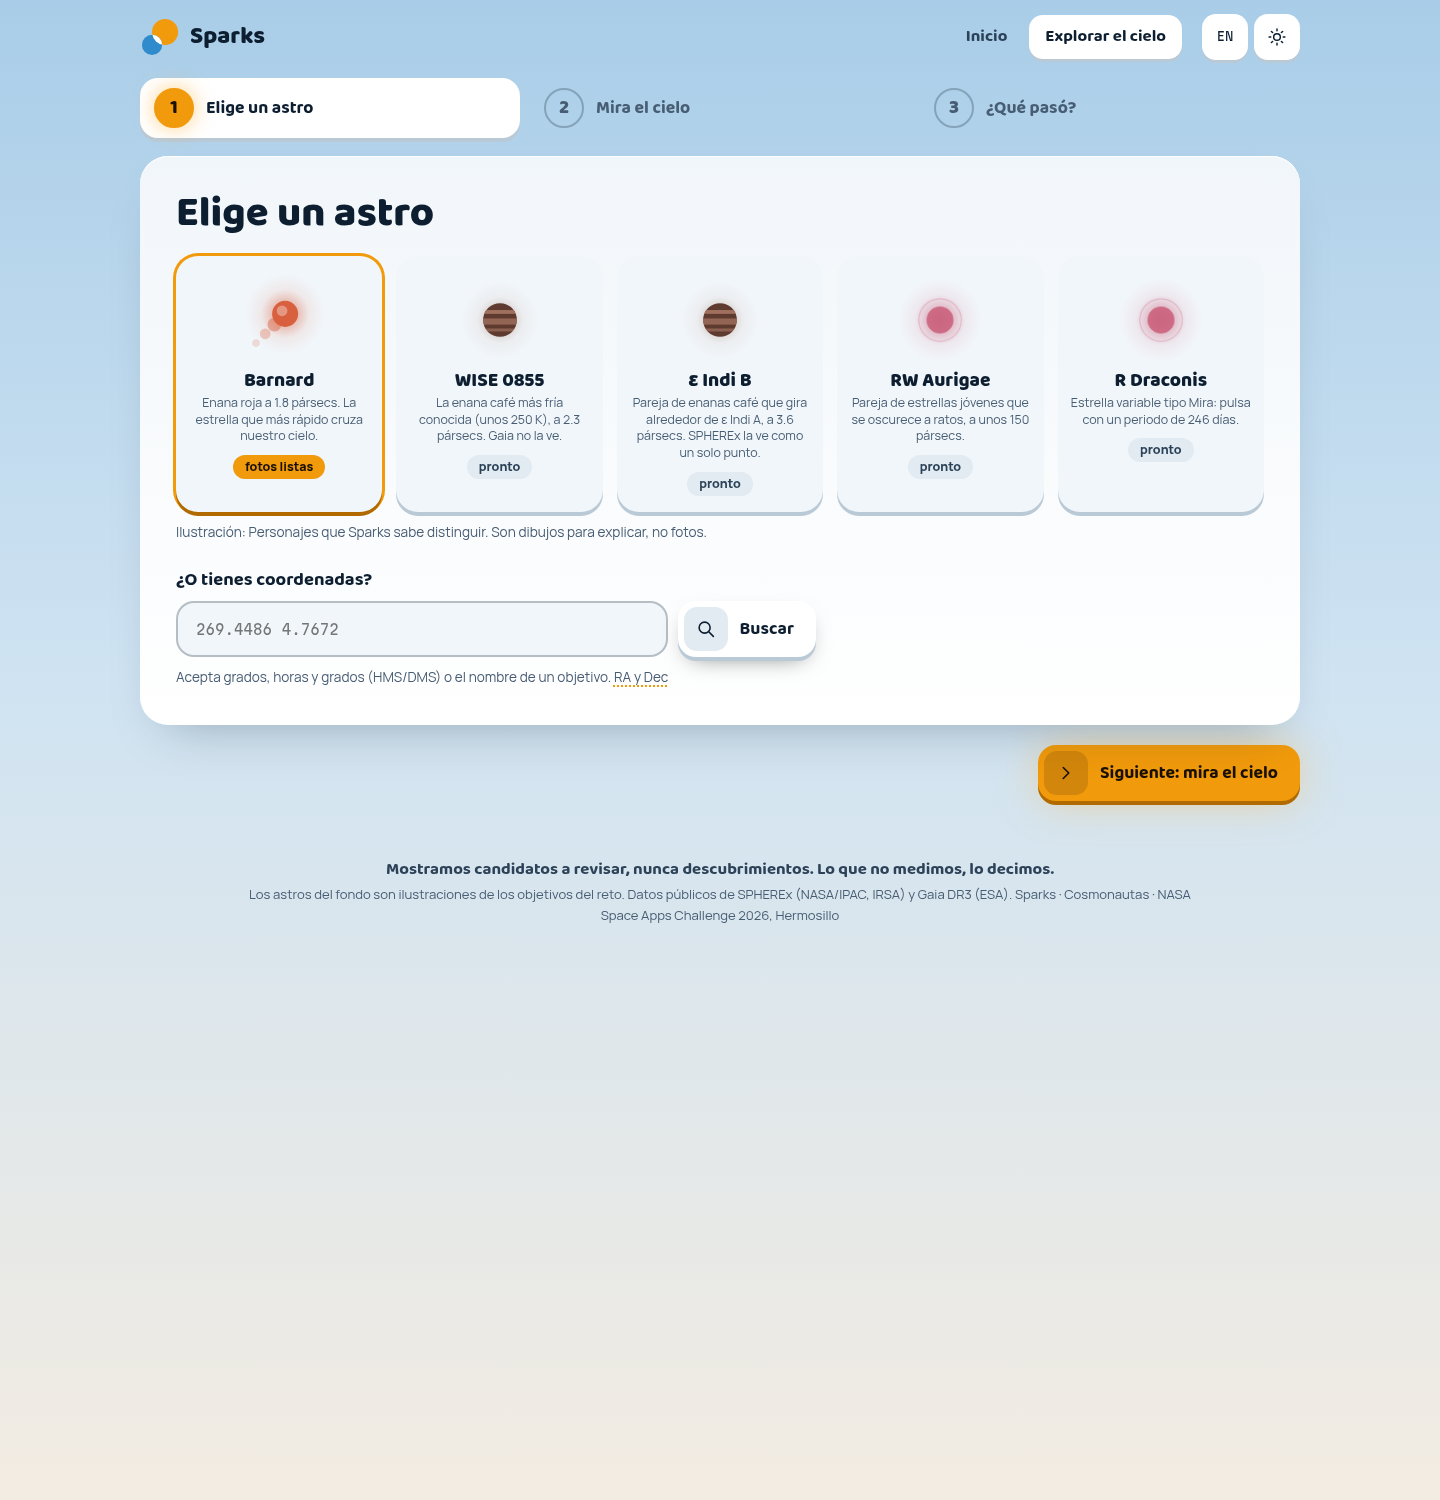 Sparks
Inicio
Explorar el cielo
EN
1
Elige un astro
2
Mira el cielo
3
¿Qué pasó?
Elige un astro
Barnard
Enana roja a 1.8 pársecs. La
estrella que más rápido cruza
nuestro cielo.
fotos listas
WISE 0855
La enana café más fría
conocida (unos 250 K), a 2.3
pársecs. Gaia no la ve.
pronto
ε Indi B
Pareja de enanas café que gira
alrededor de ε Indi A, a 3.6
pársecs. SPHEREx la ve como
un solo punto.
pronto
RW Aurigae
Pareja de estrellas jóvenes que
se oscurece a ratos, a unos 150
pársecs.
pronto
R Draconis
Estrella variable tipo Mira: pulsa
con un periodo de 246 días.
pronto
Ilustración: Personajes que Sparks sabe distinguir. Son dibujos para explicar, no fotos.
¿O tienes coordenadas?
269.4486 4.7672
Buscar
Acepta grados, horas y grados (HMS/DMS) o el nombre de un objetivo. RA y Dec
Siguiente: mira el cielo
Mostramos candidatos a revisar, nunca descubrimientos. Lo que no medimos, lo decimos.
Los astros del fondo son ilustraciones de los objetivos del reto. Datos públicos de SPHEREx (NASA/IPAC, IRSA) y Gaia DR3 (ESA). Sparks · Cosmonautas · NASA
Space Apps Challenge 2026, Hermosillo